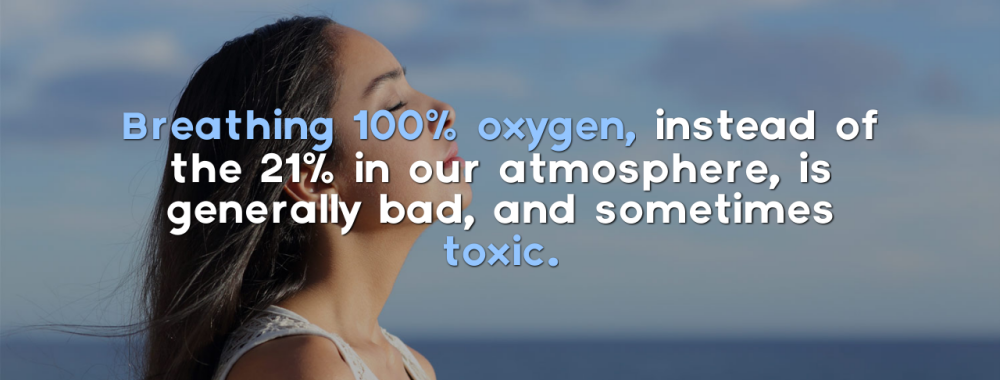 Breathing 100% oxygen, instead of
the 21% in our atmosphere, is
generally bad, and sometimes
toxic.